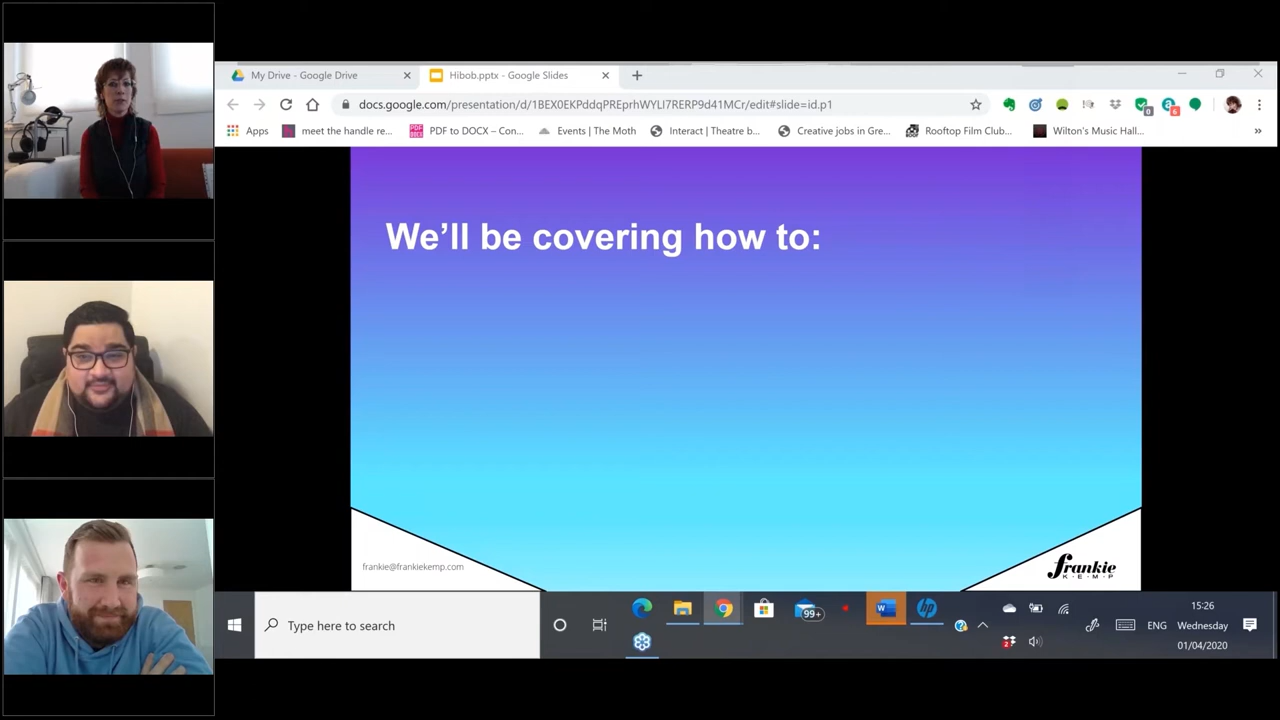 My Drive - Google Drive
Hibob.pptx - Google Slides
docs.google.com/presentation/d/1BEX0EKPddqPREprhWYLI7RERP9d41MCr/edit#slide=id.p1
Apps
meet the handle re...
PDF to DOCX – Con...
Events | The Moth
Interact | Theatre b...
Creative jobs in Gre...
Rooftop Film Club...
Wilton's Music Hall...
We'll be covering how to:
frankie@frankiekemp.com
frankie
K·E·M·P
Type here to search
99+
ENG
15:26
Wednesday
01/04/2020